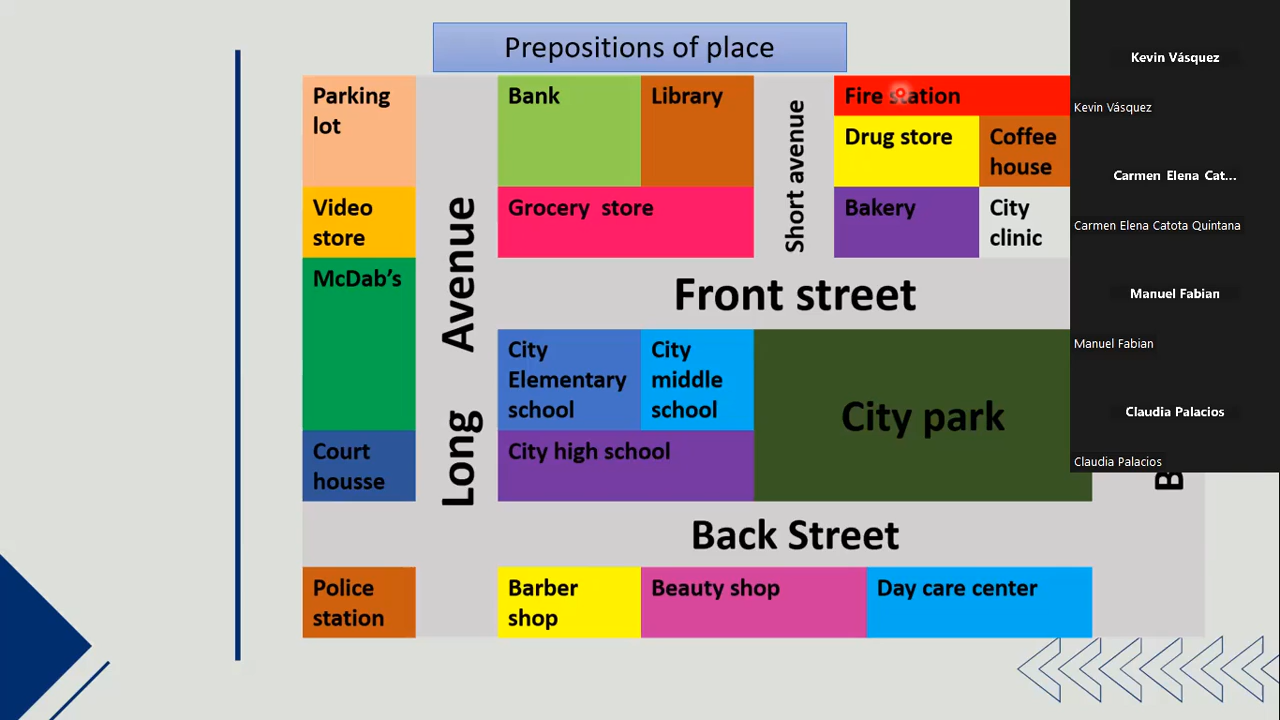 Prepositions of place
Parking
lot
Bank
Library
Short avenue
Fire station
Drug store
Coffee
house
Video
store
Grocery store
Bakery
City
clinic
McDab's
Long Avenue
Front street
City
Elementary
school
City
middle
school
City park
City high school
Court
housse
Back Street
Police
station
Barber
shop
Beauty shop
Day care center
B
Kevin Vásquez
Kevin Vásquez
Carmen Elena Cat...
Carmen Elena Catota Quintana
Manuel Fabian
Manuel Fabian
Claudia Palacios
Claudia Palacios